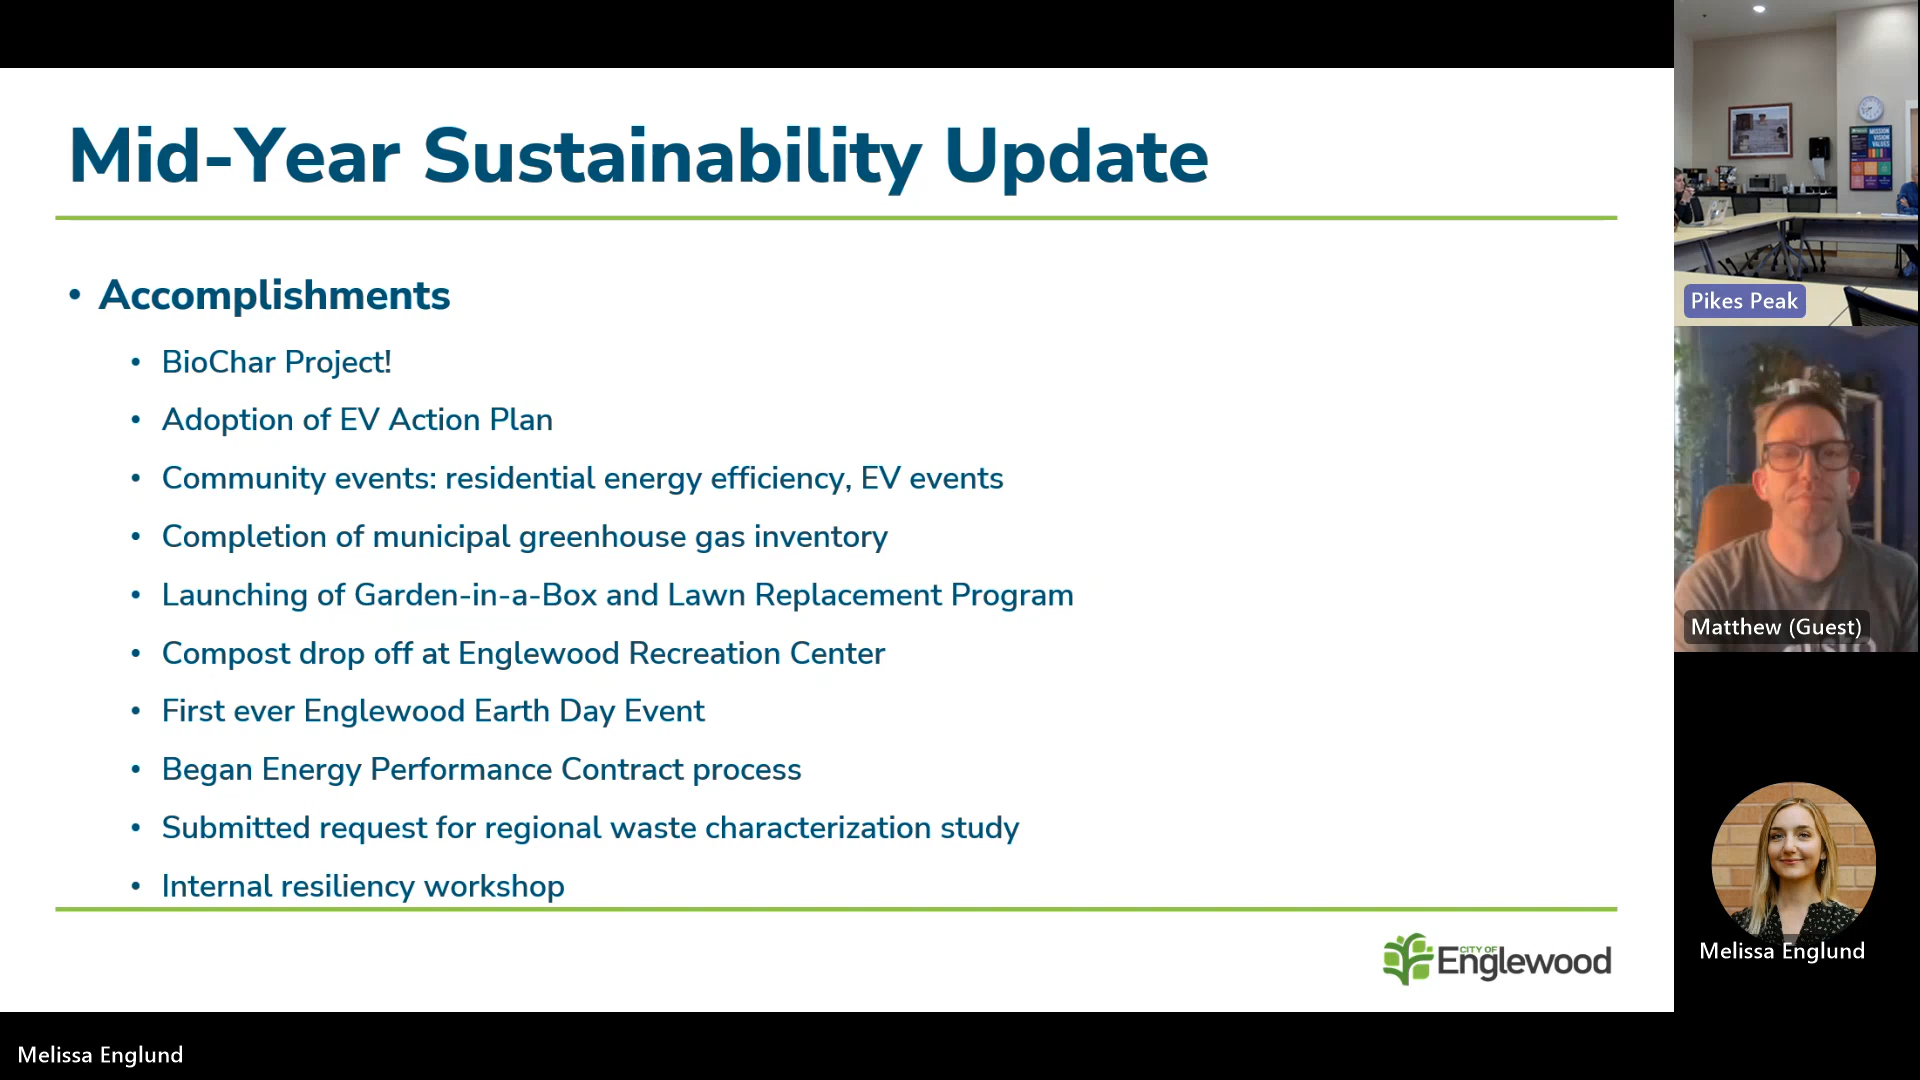 Mid-Year Sustainability Update
• Accomplishments
• BioChar Project!
• Adoption of EV Action Plan
• Community events: residential energy efficiency, EV events
• Completion of municipal greenhouse gas inventory
• Launching of Garden-in-a-Box and Lawn Replacement Program
• Compost drop off at Englewood Recreation Center
• First ever Englewood Earth Day Event
• Began Energy Performance Contract process
• Submitted request for regional waste characterization study
• Internal resiliency workshop
CITY OF
Englewood
Melissa Englund
MISSION
VISION
VALUES
Pikes Peak
Matthew (Guest)
Melissa Englund